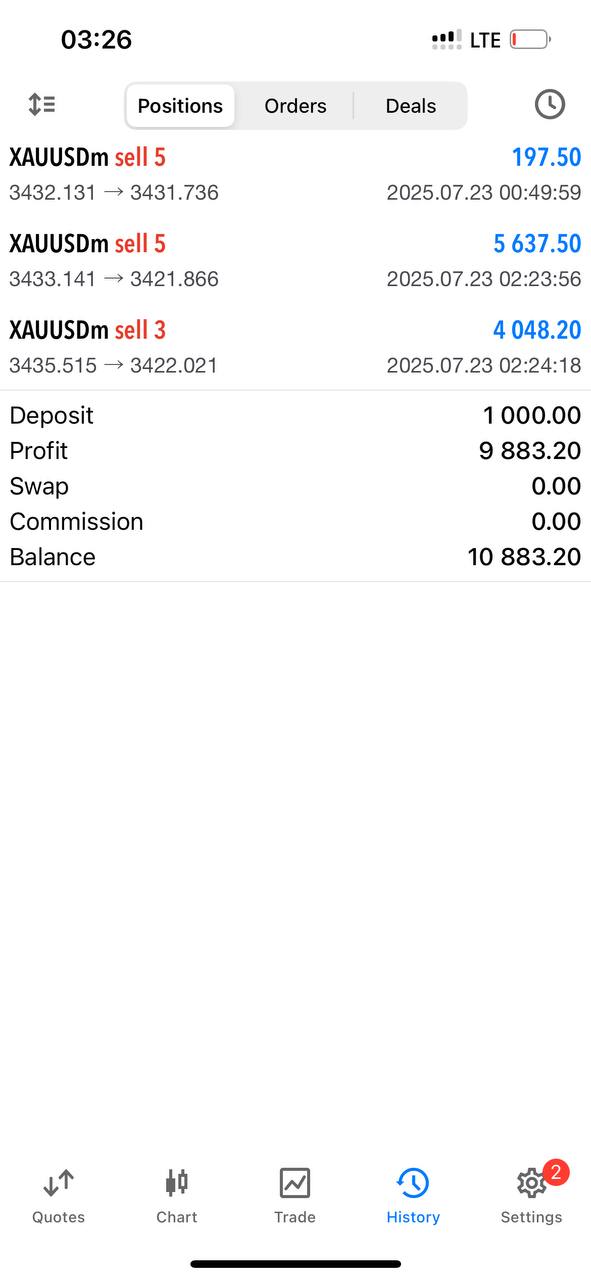 03:26 LTE
Positions Orders Deals
XAUUSDm sell 5 197.50
3432.131 → 3431.736 2025.07.23 00:49:59
XAUUSDm sell 5 5 637.50
3433.141 → 3421.866 2025.07.23 02:23:56
XAUUSDm sell 3 4 048.20
3435.515 → 3422.021 2025.07.23 02:24:18
Deposit 1 000.00
Profit 9 883.20
Swap 0.00
Commission 0.00
Balance 10 883.20
2
Quotes Chart Trade History Settings